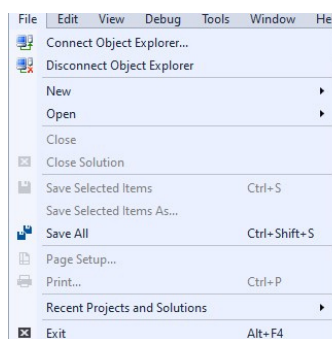 File Edit View Debug Tools Window He
Connect Object Explorer...
Disconnect Object Explorer
New
Open
Close
Close Solution
Save Selected Items Ctrl+S
Save Selected Items As...
Save All Ctrl+Shift+S
Page Setup...
Print... Ctrl+P
Recent Projects and Solutions
Exit Alt+F4